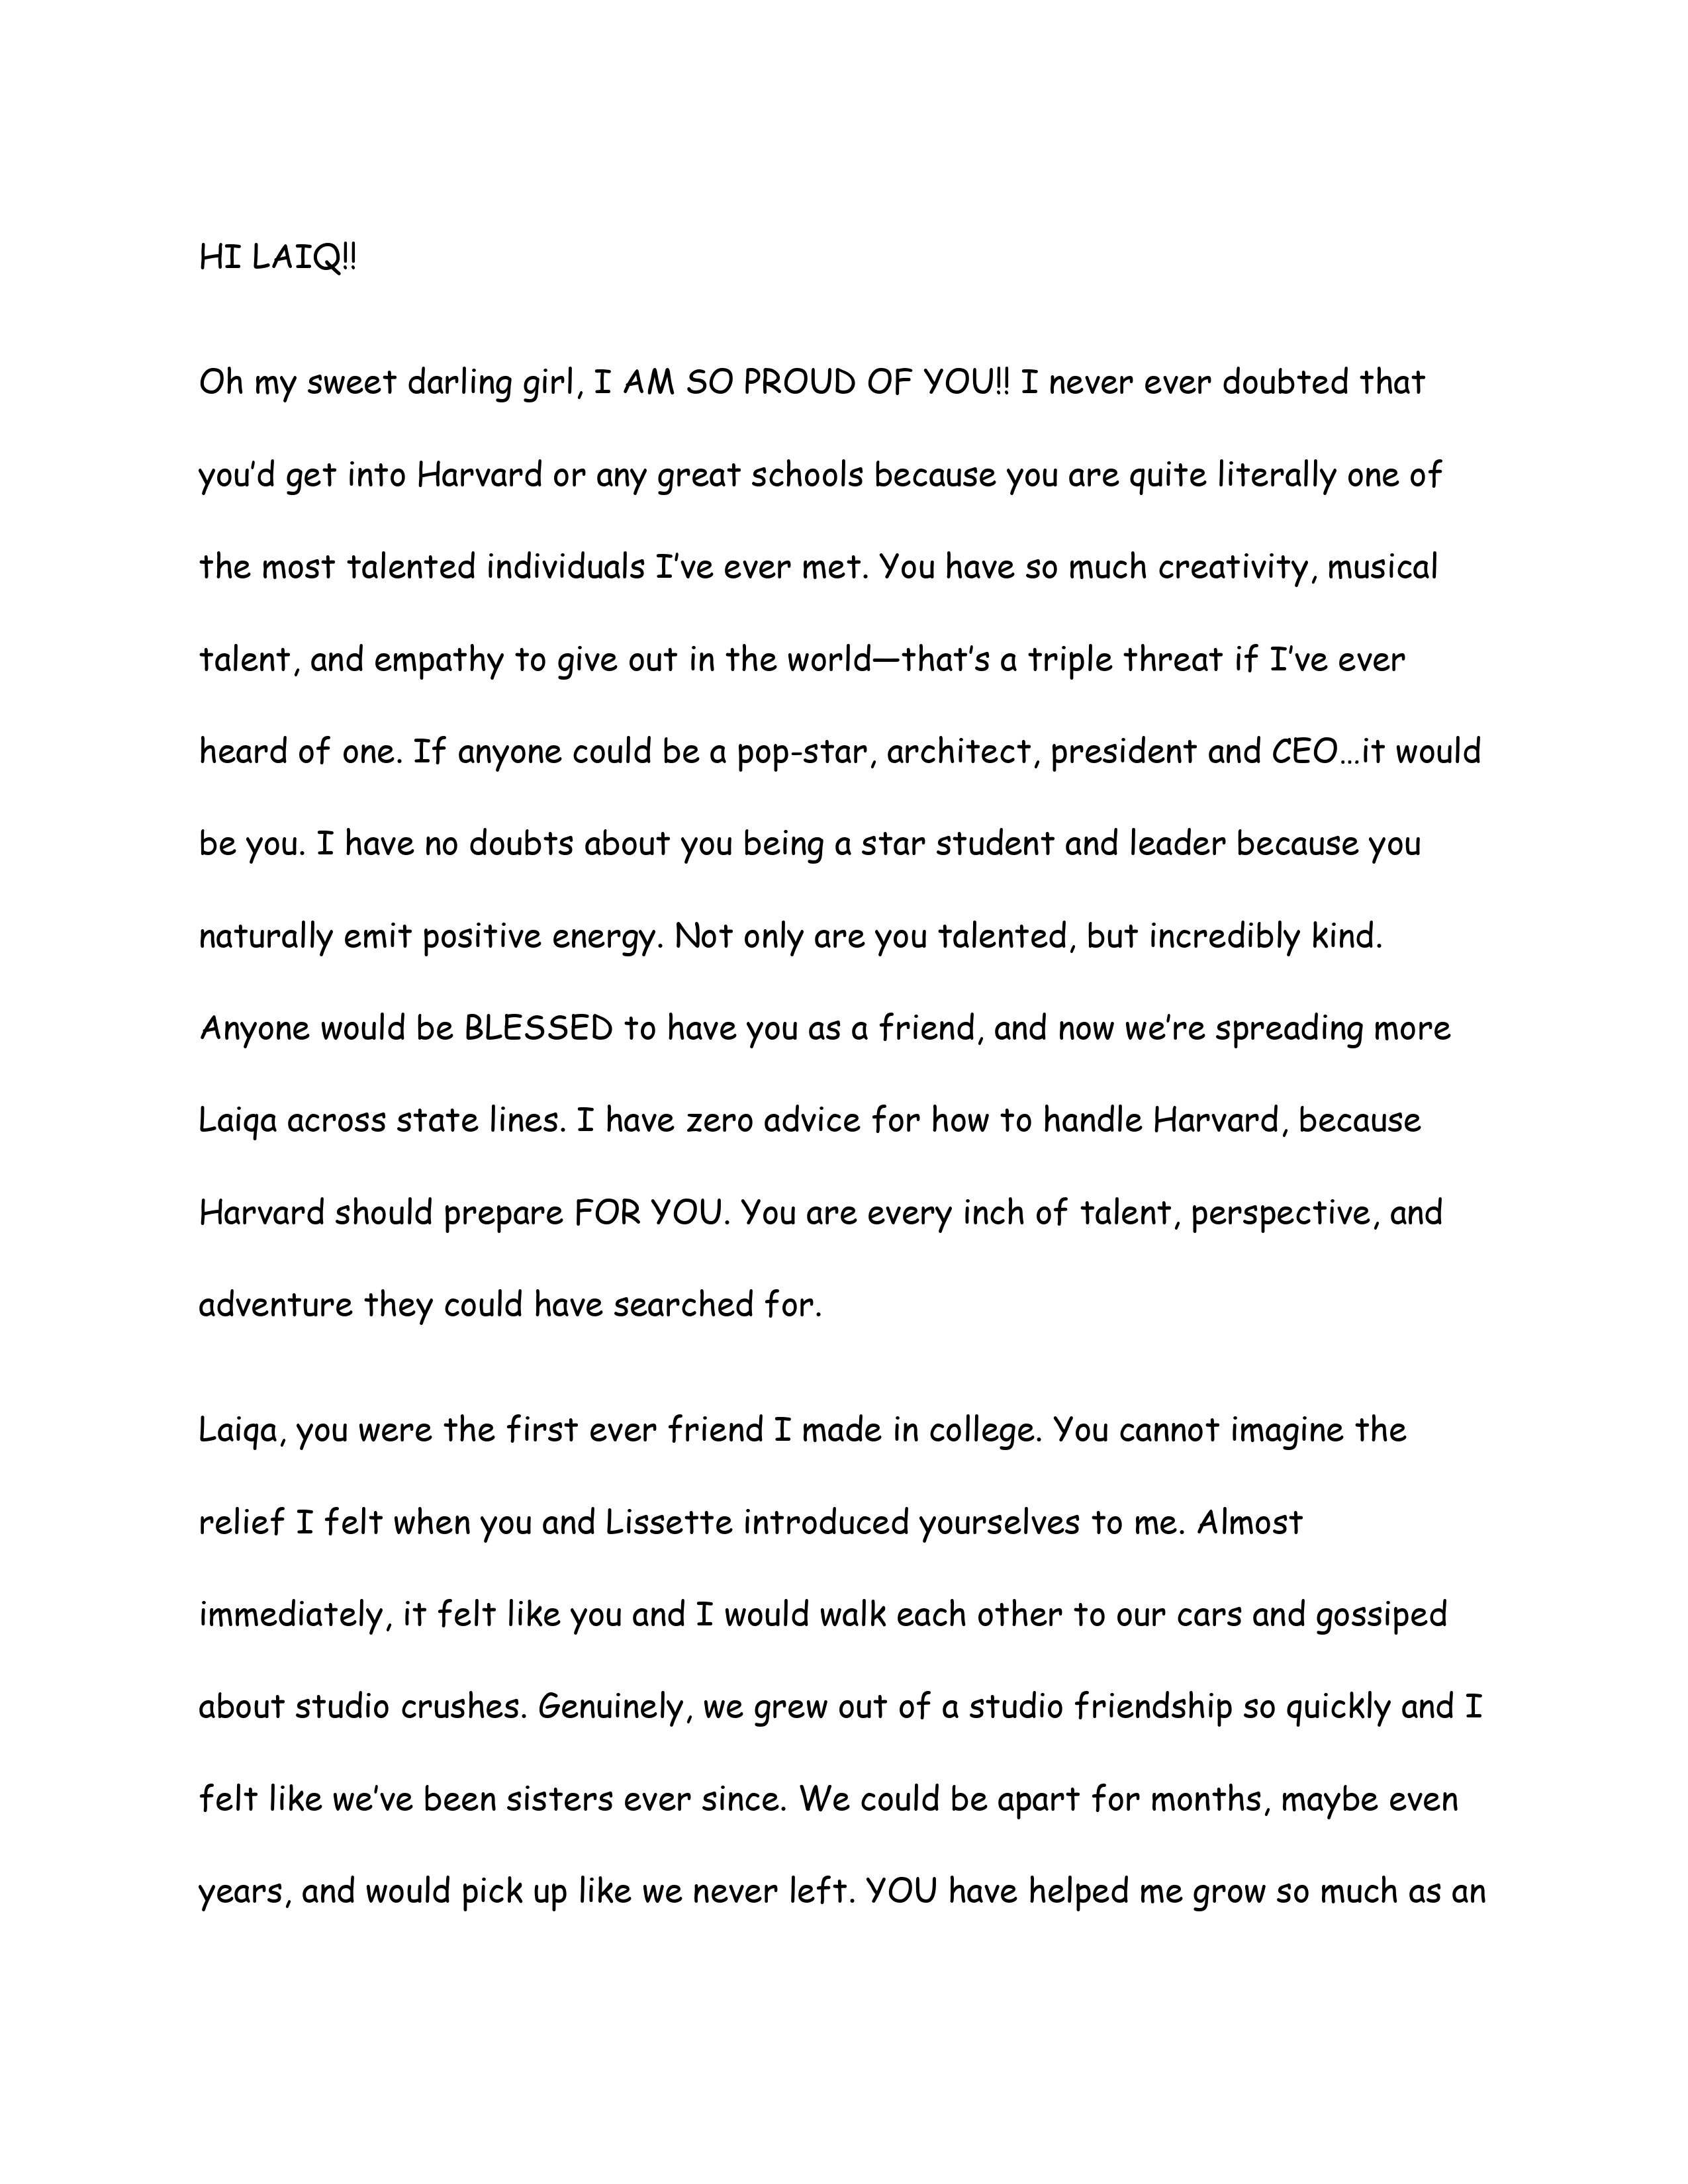 HI LAIQ!!
Oh my sweet darling girl, I AM SO PROUD OF YOU!! I never ever doubted that
you’d get into Harvard or any great schools because you are quite literally one of
the most talented individuals I’ve ever met. You have so much creativity, musical
talent, and empathy to give out in the world—that’s a triple threat if I’ve ever
heard of one. If anyone could be a pop-star, architect, president and CEO…it would
be you. I have no doubts about you being a star student and leader because you
naturally emit positive energy. Not only are you talented, but incredibly kind.
Anyone would be BLESSED to have you as a friend, and now we’re spreading more
Laiqa across state lines. I have zero advice for how to handle Harvard, because
Harvard should prepare FOR YOU. You are every inch of talent, perspective, and
adventure they could have searched for.
Laiqa, you were the first ever friend I made in college. You cannot imagine the
relief I felt when you and Lissette introduced yourselves to me. Almost
immediately, it felt like you and I would walk each other to our cars and gossiped
about studio crushes. Genuinely, we grew out of a studio friendship so quickly and I
felt like we’ve been sisters ever since. We could be apart for months, maybe even
years, and would pick up like we never left. YOU have helped me grow so much as an